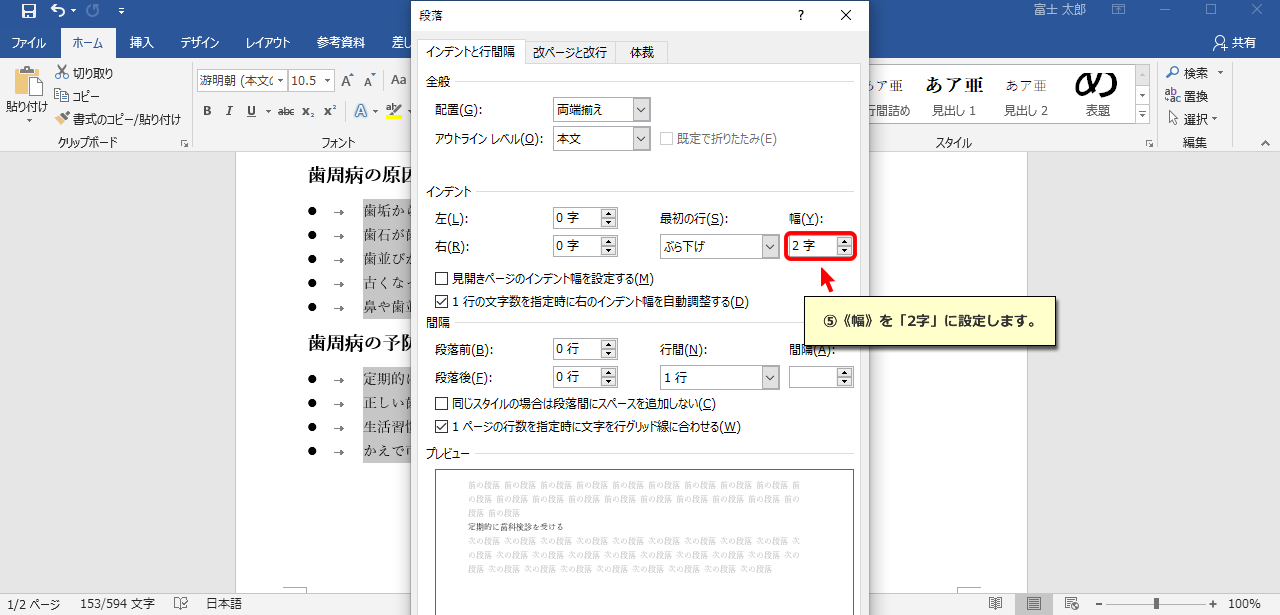 段落
富士 太郎
ファイル
ホーム
挿入
デザイン
レイアウト
参考資料
差し
共有
貼り付け
切り取り
コピー
書式のコピー/貼り付け
クリップボード
游明朝 (本文の
10.5
A A Aa
B I U abc x₂ x² A ab
フォント
あア亜 あア亜 あア亜
行間詰め 見出し 1 見出し 2 表題
スタイル
検索
置換
選択
編集
インデントと行間隔
改ページと改行
体裁
全般
配置(G):
両端揃え
アウトライン レベル(O):
本文
既定で折りたたみ(E)
インデント
左(L):
0 字
最初の行(S):
幅(Y):
右(R):
0 字
ぶら下げ
2 字
見開きページのインデント幅を設定する(M)
1 行の文字数を指定時に右のインデント幅を自動調整する(D)
⑤《幅》を「2字」に設定します。
間隔
段落前(B):
0 行
行間(N):
間隔(A):
段落後(F):
0 行
1 行
同じスタイルの場合は段落間にスペースを追加しない(C)
1 ページの行数を指定時に文字を行グリッド線に合わせる(W)
プレビュー
前の段落 前の段落 前の段落 前の段落 前の段落 前の段落 前の段落 前の段落 前の段落 前
の段落 前の段落 前の段落 前の段落 前の段落 前の段落 前の段落 前の段落 前の段落 前の
段落 前の段落
定期的に歯科検診を受ける
次の段落 次の段落 次の段落 次の段落 次の段落 次の段落 次の段落 次の段落 次の段落 次
の段落 次の段落 次の段落 次の段落 次の段落 次の段落 次の段落 次の段落 次の段落 次の
段落 次の段落 次の段落 次の段落 次の段落 次の段落 次の段落 次の段落 次の段落
歯周病の原因
歯垢から
歯石が
歯並びが
古くなっ
鼻や歯並
歯周病の予防
定期的に
正しい歯
生活習慣
かえで
1/2 ページ
153/594 文字
日本語
100%